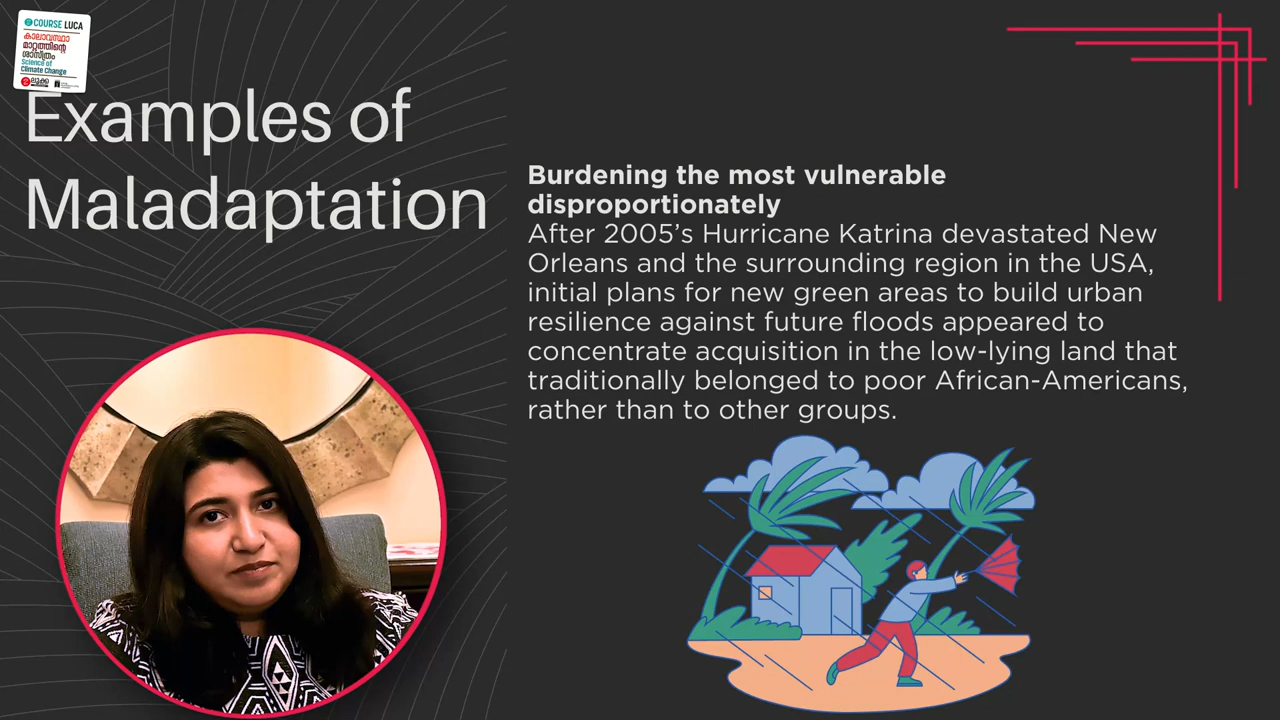 COURSE LUCA
കാലാവസ്ഥാ
മാറ്റത്തിന്റെ
ശാസ്ത്രം
Science of
Climate Change
ലൂക്ക
Examples of
Maladaptation
Burdening the most vulnerable
disproportionately
After 2005’s Hurricane Katrina devastated New
Orleans and the surrounding region in the USA,
initial plans for new green areas to build urban
resilience against future floods appeared to
concentrate acquisition in the low-lying land that
traditionally belonged to poor African-Americans,
rather than to other groups.